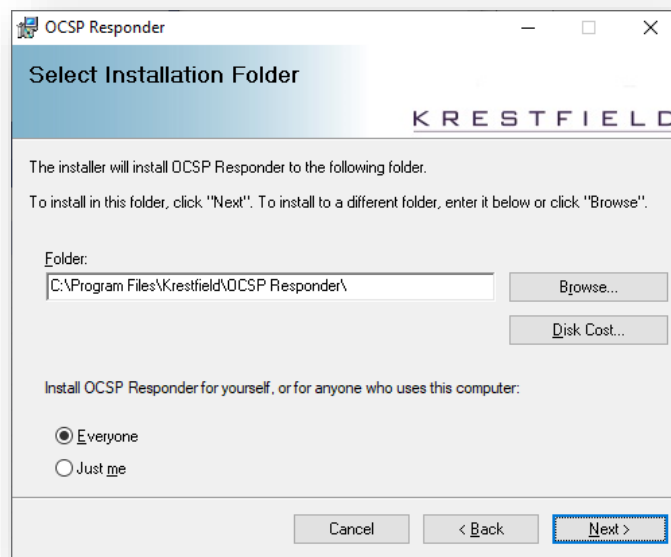 OCSP Responder
Select Installation Folder
KRESTFIELD
The installer will install OCSP Responder to the following folder.
To install in this folder, click "Next". To install to a different folder, enter it below or click "Browse".
Folder:
C:\Program Files\Krestfield\OCSP Responder\
Browse...
Disk Cost...
Install OCSP Responder for yourself, or for anyone who uses this computer:
Everyone
Just me
Cancel
< Back
Next >